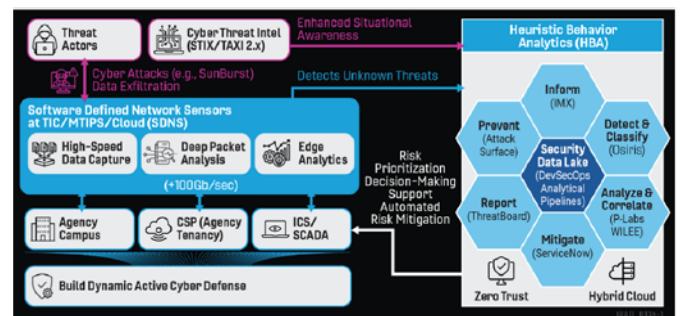 Threat
Actors
Cyber Threat Intel
(STIX/TAXI 2.x)
Enhanced Situational
Awareness
Cyber Attacks (e.g., SunBurst)
Data Exfiltration
Detects Unknown Threats
Software Defined Network Sensors
at TIC/MTIPS/Cloud (SDNS)
High-Speed
Data Capture
Deep Packet
Analysis
Edge
Analytics
(+100Gb/sec)
Agency
Campus
CSP (Agency
Tenancy)
ICS/
SCADA
Build Dynamic Active Cyber Defense
Risk
Prioritization
Decision-Making
Support
Automated
Risk Mitigation
Heuristic Behavior
Analytics (HBA)
Inform
(IMX)
Prevent
(Attack
Surface)
Detect &
Classify
(Osiris)
Security
Data Lake
(DevSecOps
Analytical
Pipelines)
Report
(ThreatBoard)
Analyze &
Correlate
(P-Labs
WILEE)
Mitigate
(ServiceNow)
Zero Trust
Hybrid Cloud